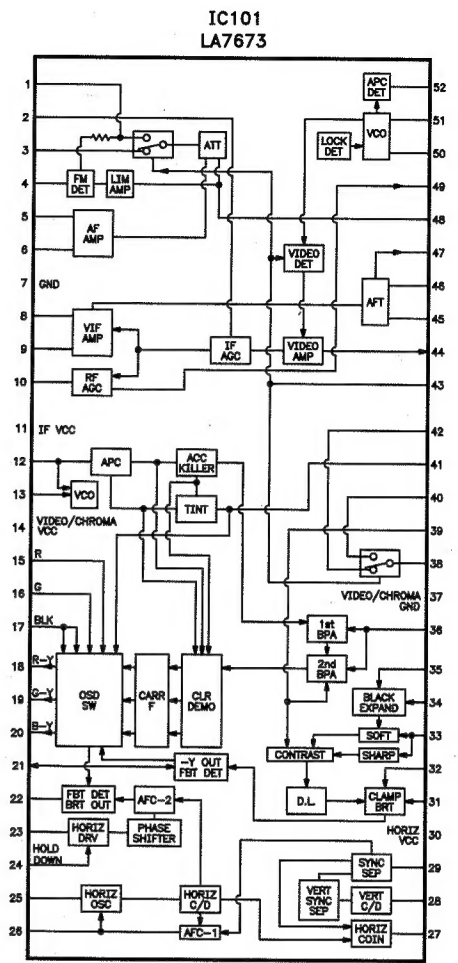 IC101
LA7673
1
2
3
4
5
6
7
8
9
10
11
12
13
14
15
16
17
18
19
20
21
22
23
24
25
26
52
51
50
49
48
47
46
45
44
43
42
41
40
39
38
37
36
35
34
33
32
31
30
29
28
27
APC
DET
VCO
LOCK
DET
ATT
FM
DET
LIM
AMP
AF
AMP
VIDEO
DET
GND
AFT
VIF
AMP
IF
AGC
VIDEO
AMP
RF
AGC
IF VCC
APC
ACC
KILLER
VCO
TINT
VIDEO/CHROMA
VCC
R
G
BLK
R-Y
G-Y
B-Y
VIDEO/CHROMA
GND
1st
BPA
2nd
BPA
OSD
SW
CARR
F
CLR
DEMO
BLACK
EXPAND
SOFT
SHARP
CONTRAST
-Y OUT
FBT DET
D.L.
CLAMP
BRT
FBT DET
BRT OUT
AFC-2
HORIZ
DRV
PHASE
SHIFTER
HORIZ
VCC
HOLD
DOWN
SYNC
SEP
HORIZ
OSC
HORIZ
C/D
VERT
SYNC
SEP
VERT
C/D
AFC-1
HORIZ
COIN